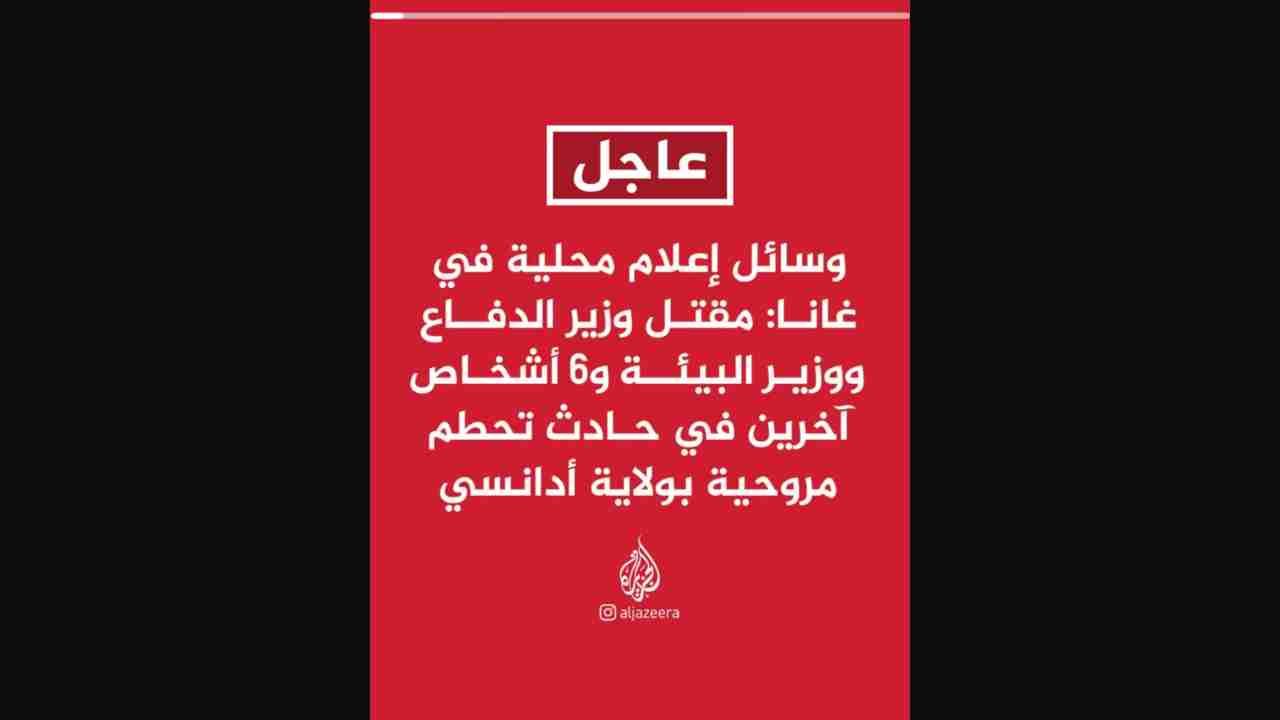 عاجل
وسائل إعلام محلية في
غانا: مقتل وزير الدفاع
ووزير البيئة و6 أشخاص
آخرين في حادث تحطم
مروحية بولاية أدانسي
الجزيرة
aljazeera